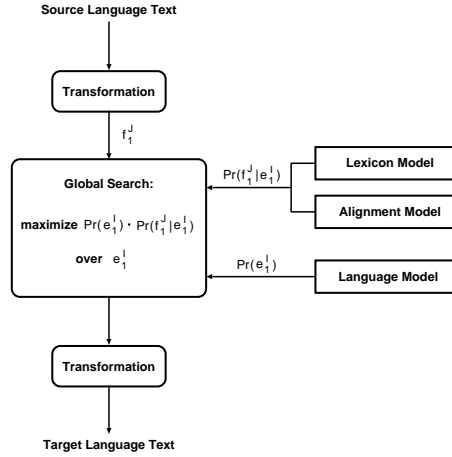 Source Language Text
Transformation
f_1^J
Global Search:
maximize Pr(e_1^I) · Pr(f_1^J|e_1^I)
over e_1^I
Pr(f_1^J|e_1^I)
Lexicon Model
Alignment Model
Pr(e_1^I)
Language Model
Transformation
Target Language Text